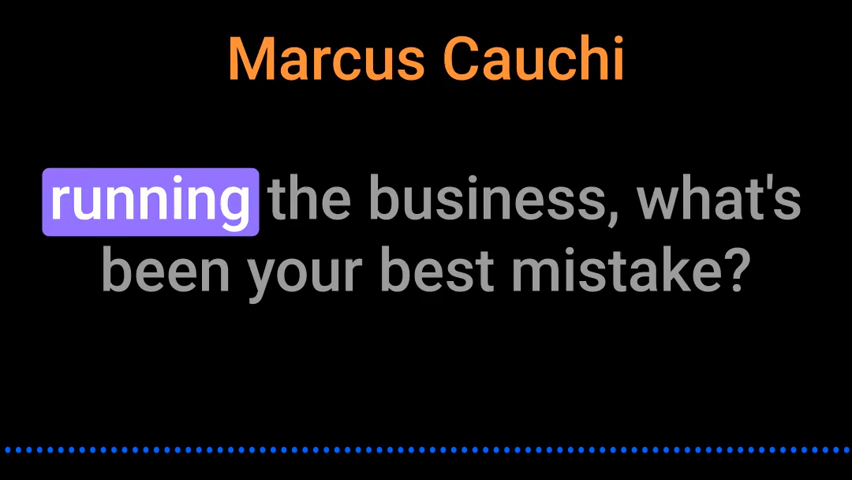 Marcus Cauchi
running the business, what's
been your best mistake?